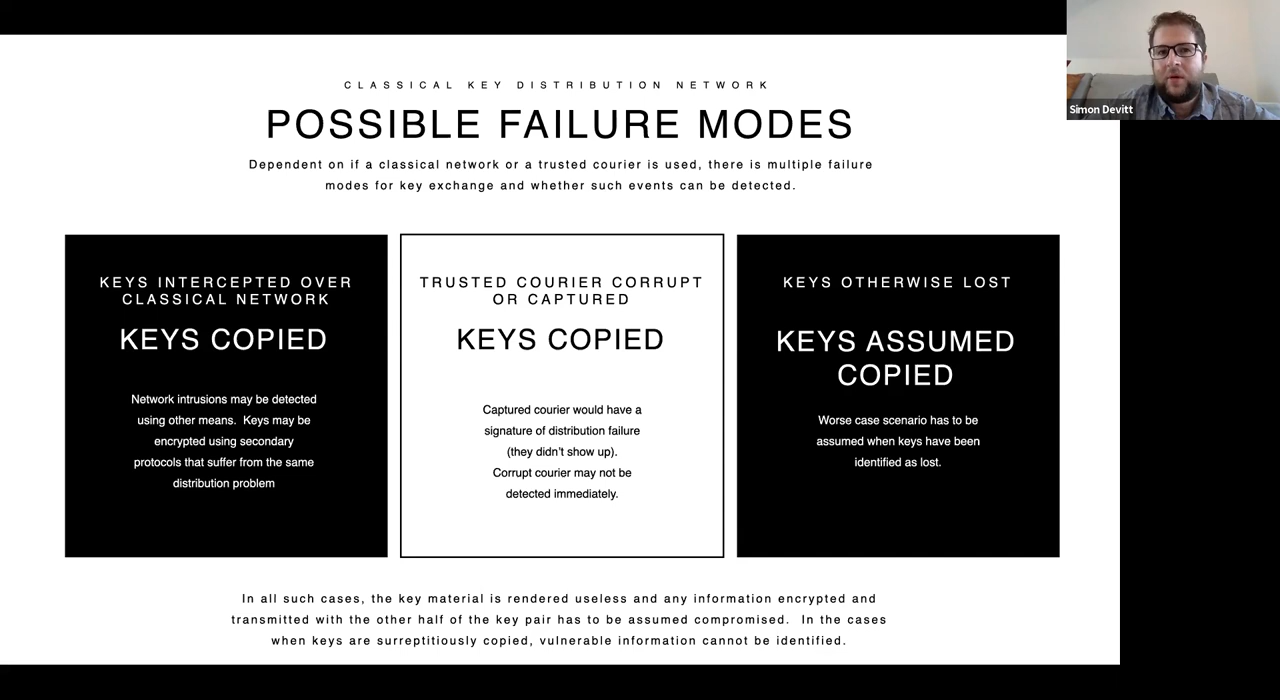 CLASSICAL KEY DISTRIBUTION NETWORK
POSSIBLE FAILURE MODES
Dependent on if a classical network or a trusted courier is used, there is multiple failure
modes for key exchange and whether such events can be detected.
KEYS INTERCEPTED OVER
CLASSICAL NETWORK
KEYS COPIED
Network intrusions may be detected
using other means. Keys may be
encrypted using secondary
protocols that suffer from the same
distribution problem
TRUSTED COURIER CORRUPT
OR CAPTURED
KEYS COPIED
Captured courier would have a
signature of distribution failure
(they didn't show up).
Corrupt courier may not be
detected immediately.
KEYS OTHERWISE LOST
KEYS ASSUMED
COPIED
Worse case scenario has to be
assumed when keys have been
identified as lost.
In all such cases, the key material is rendered useless and any information encrypted and
transmitted with the other half of the key pair has to be assumed compromised. In the cases
when keys are surreptitiously copied, vulnerable information cannot be identified.
Simon Devitt